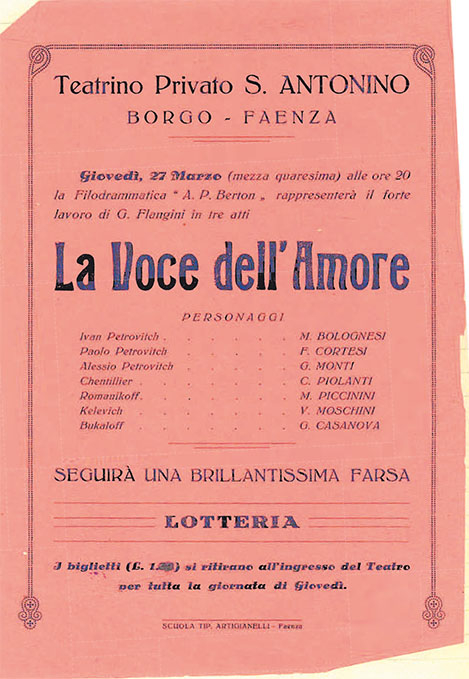 Teatrino Privato S. ANTONINO
BORGO - FAENZA
Giovedì, 27 Marzo (mezza quaresima) alle ore 20
la Filodrammatica “ A. P. Berton „ rappresenterà il forte
lavoro di G. Flangini in tre atti
La Voce dell'Amore
PERSONAGGI
Ivan Petrovitch . . . . . . M. BOLOGNESI
Paolo Petrovitch . . . . . F. CORTESI
Alessio Petrovitch . . . . . G. MONTI
Chentillier . . . . . . . C. PIOLANTI
Romanikoff . . . . . . . M. PICCININI
Kelevich . . . . . . . V. MOSCHINI
Bukaloff . . . . . . . G. CASANOVA
SEGUIRÀ UNA BRILLANTISSIMA FARSA
LOTTERIA
I biglietti (L. ) si ritirano all'ingresso del Teatro
per tutta la giornata di Giovedì.
SCUOLA TIP. ARTIGIANELLI - Faenza